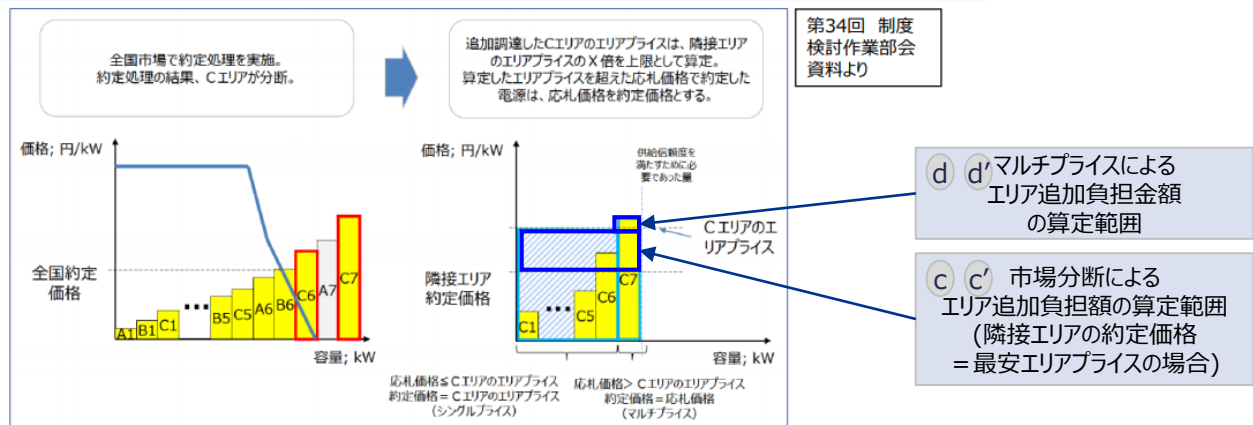 全国市場で約定処理を実施。
約定処理の結果、Cエリアが分断。
追加調達したCエリアのエリアプライスは、隣接エリア
のエリアプライスのX倍を上限として算定。
算定したエリアプライスを超えた応札価格で約定した
電源は、応札価格を約定価格とする。
第34回 制度
検討作業部会
資料より
価格; 円/kW
全国約定
価格
A1
B1
C1
・・・
B5
C5
A6
B6
C6
A7
C7
容量; kW
価格; 円/kW
供給信頼度を
満たすために必
要であった量
Cエリアのエ
リアプライス
隣接エリア
約定価格
C1
・・・
C5
C6
C7
容量; kW
応札価格≦Cエリアのエリアプライス
約定価格=Cエリアのエリアプライス
(シングルプライス)
応札価格>Cエリアのエリアプライス
約定価格=応札価格
(マルチプライス)
d d′ マルチプライスによる
エリア追加負担金額
の算定範囲
c c′ 市場分断による
エリア追加負担額の算定範囲
(隣接エリアの約定価格
=最安エリアプライスの場合)